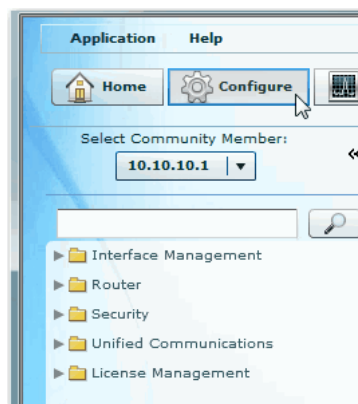 Application Help
Home Configure
Select Community Member:
10.10.10.1
Interface Management
Router
Security
Unified Communications
License Management